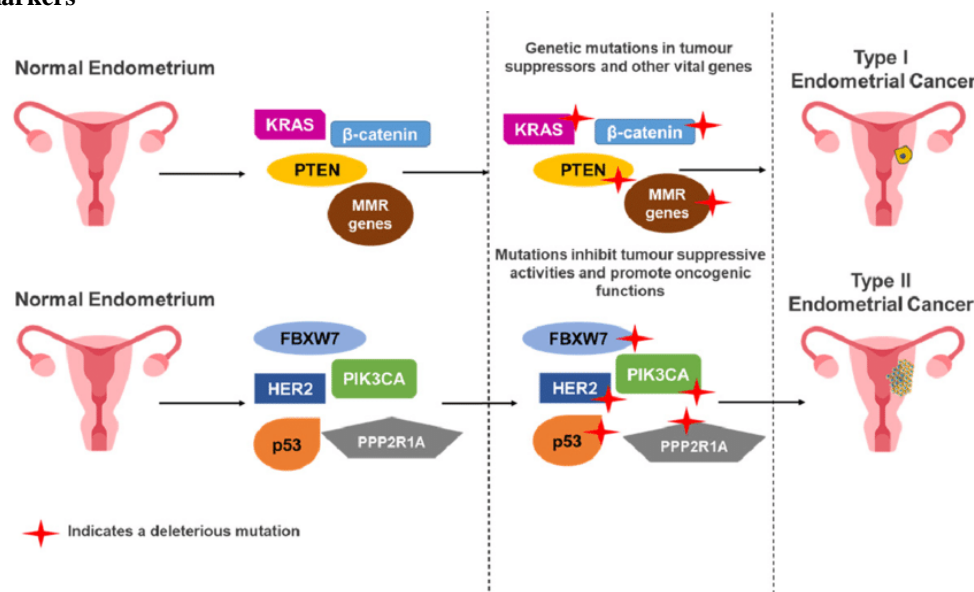 Normal Endometrium
KRAS
β-catenin
PTEN
MMR
genes
Genetic mutations in tumour
suppressors and other vital genes
KRAS
β-catenin
PTEN
MMR
genes
Type I
Endometrial Cancer
Mutations inhibit tumour suppressive
activities and promote oncogenic
functions
Normal Endometrium
FBXW7
HER2
PIK3CA
p53
PPP2R1A
FBXW7
HER2
PIK3CA
p53
PPP2R1A
Type II
Endometrial Cancer
Indicates a deleterious mutation